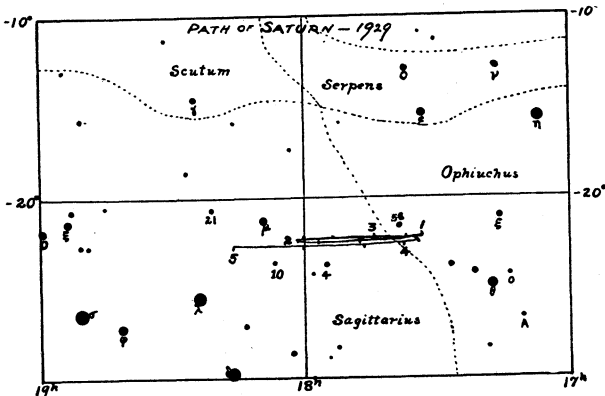 -10°
-10°
PATH OF SATURN — 1929
Scutum
Serpens
ο
ν
γ
ξ
η
Ophiuchus
-20°
-20°
21
μ
58
ξ
ξ
ο
2
3
1
5
4
10
4
θ
ο
λ
σ
φ
A
Sagittarius
19ʰ
18ʰ
17ʰ